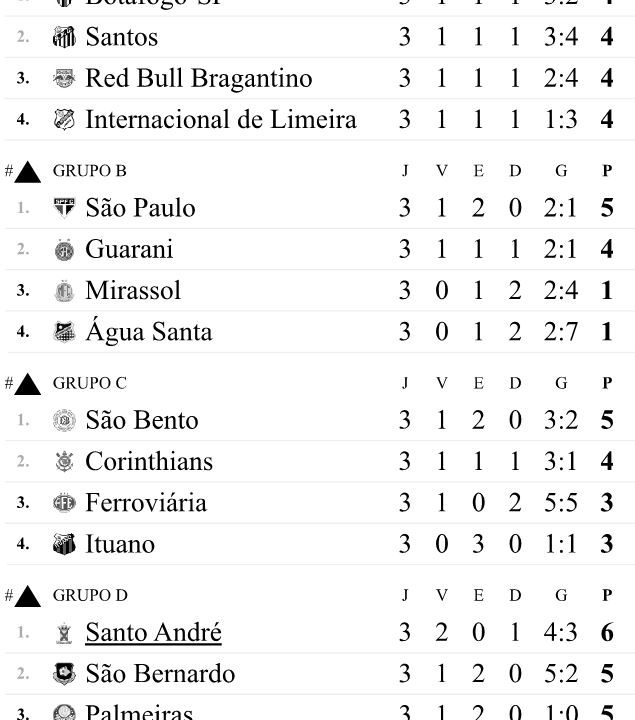 Botafogo-SP 3 1 1 1 3:2 4
2. Santos 3 1 1 1 3:4 4
3. Red Bull Bragantino 3 1 1 1 2:4 4
4. Internacional de Limeira 3 1 1 1 1:3 4
# GRUPO B J V E D G P
1. São Paulo 3 1 2 0 2:1 5
2. Guarani 3 1 1 1 2:1 4
3. Mirassol 3 0 1 2 2:4 1
4. Água Santa 3 0 1 2 2:7 1
# GRUPO C J V E D G P
1. São Bento 3 1 2 0 3:2 5
2. Corinthians 3 1 1 1 3:1 4
3. Ferroviária 3 1 0 2 5:5 3
4. Ituano 3 0 3 0 1:1 3
# GRUPO D J V E D G P
1. Santo André 3 2 0 1 4:3 6
2. São Bernardo 3 1 2 0 5:2 5
3. Palmeiras 3 1 2 0 1:0 5